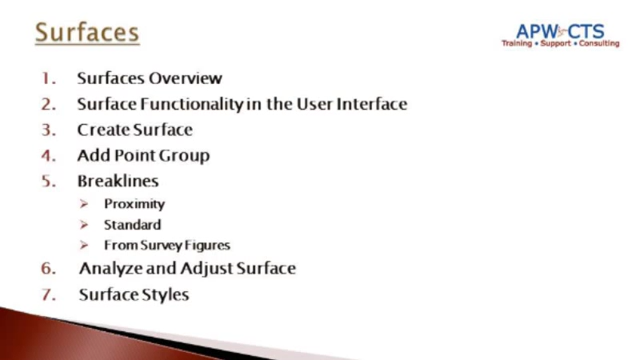 Surfaces
APW CTS
Training • Support • Consulting
1. Surfaces Overview
2. Surface Functionality in the User Interface
3. Create Surface
4. Add Point Group
5. Breaklines
➢ Proximity
➢ Standard
➢ From Survey Figures
6. Analyze and Adjust Surface
7. Surface Styles